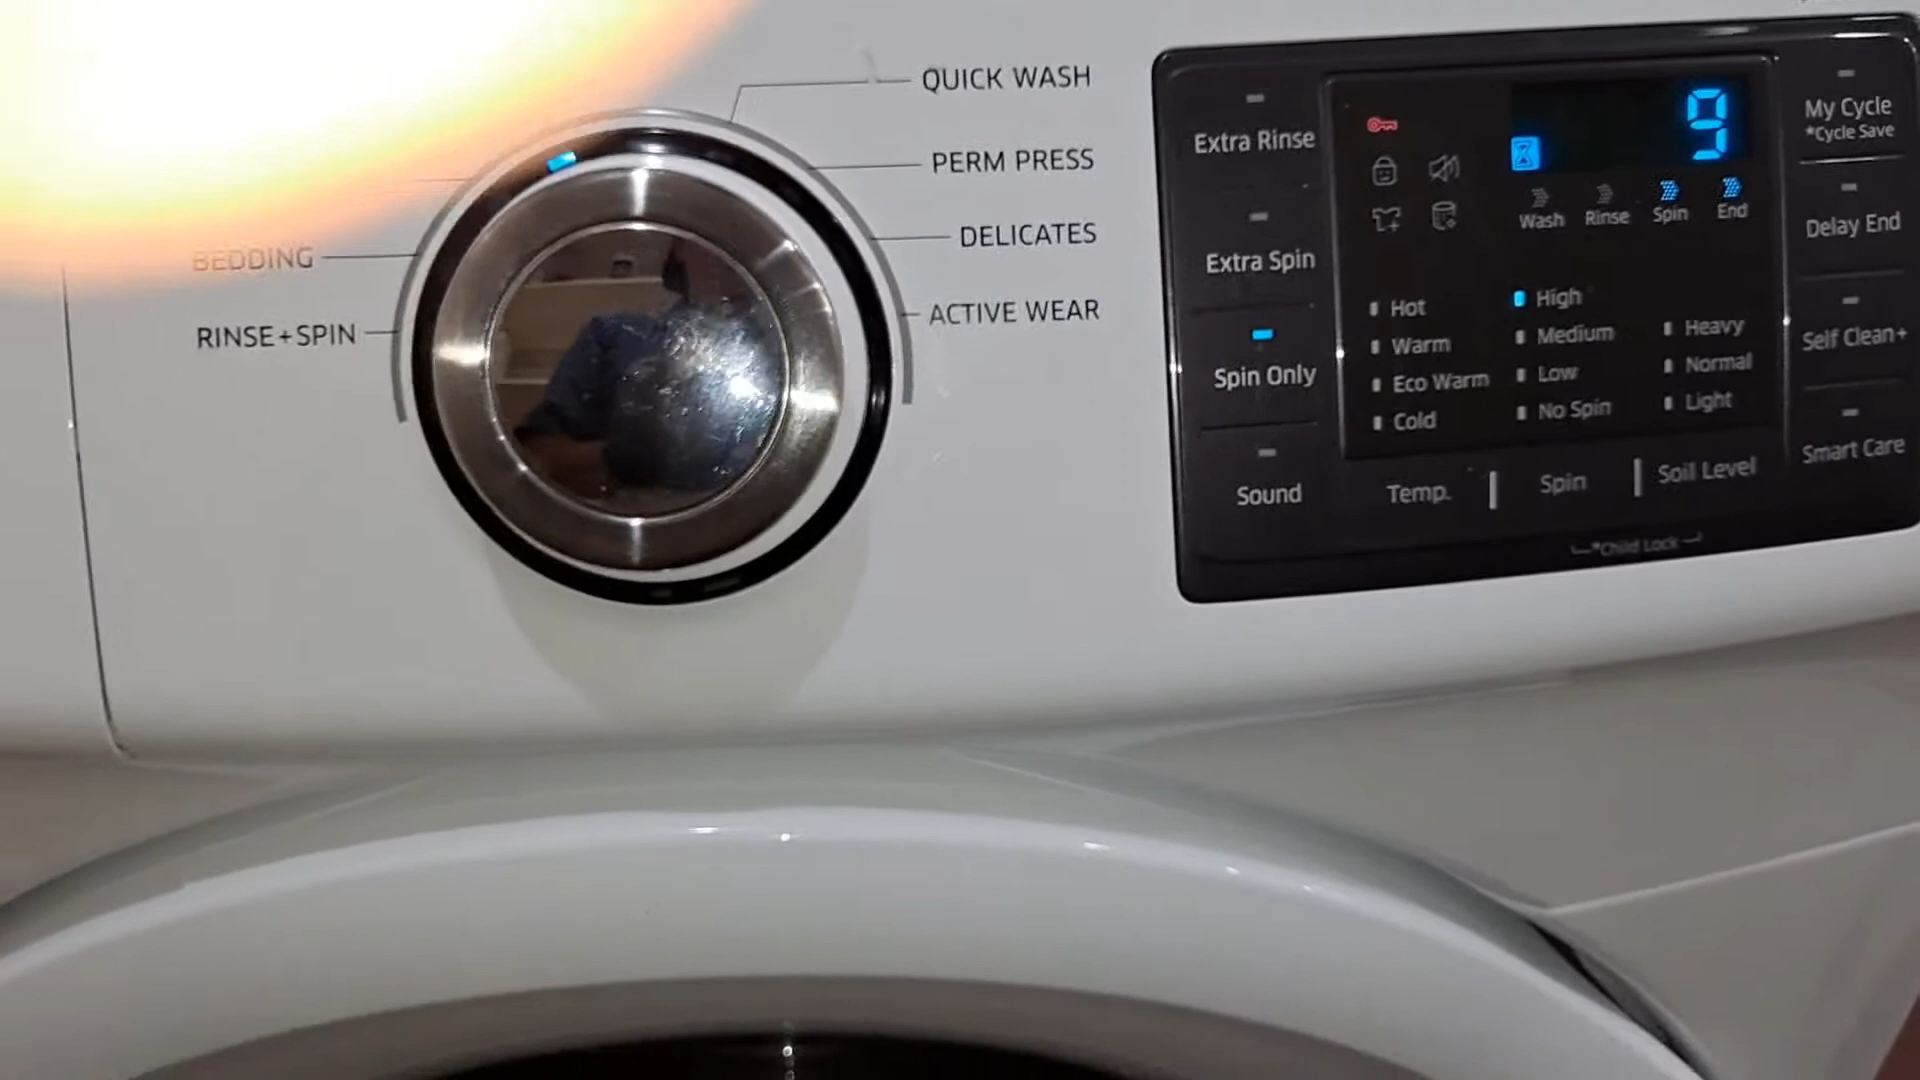 QUICK WASH
PERM PRESS
DELICATES
ACTIVE WEAR
BEDDING
RINSE+SPIN
Extra Rinse
Extra Spin
Spin Only
Sound
9
Wash Rinse Spin End
Hot
Warm
Eco Warm
Cold
High
Medium
Low
No Spin
Heavy
Normal
Light
Temp. Spin Soil Level
*Child Lock
My Cycle
*Cycle Save
Delay End
Self Clean+
Smart Care